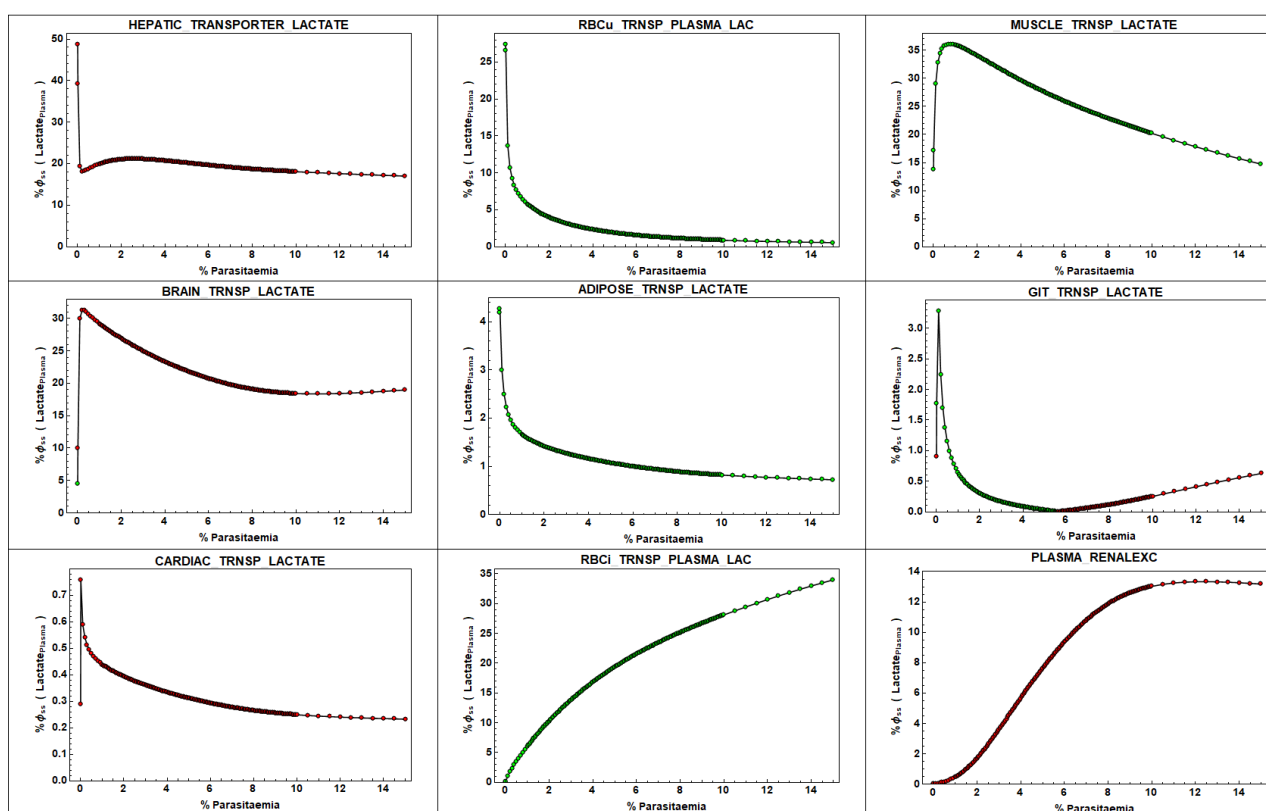 HEPATIC_TRANSPORTER_LACTATE
% ϕss ( LactatePlasma )
50
40
30
20
10
0
0 2 4 6 8 10 12 14
% Parasitaemia
RBCu_TRNSP_PLASMA_LAC
% ϕss ( LactatePlasma )
25
20
15
10
5
0
0 2 4 6 8 10 12 14
% Parasitaemia
MUSCLE_TRNSP_LACTATE
% ϕss ( LactatePlasma )
35
30
25
20
15
10
5
0
0 2 4 6 8 10 12 14
% Parasitaemia
BRAIN_TRNSP_LACTATE
% ϕss ( LactatePlasma )
30
25
20
15
10
5
0
0 2 4 6 8 10 12 14
% Parasitaemia
ADIPOSE_TRNSP_LACTATE
% ϕss ( LactatePlasma )
4
3
2
1
0
0 2 4 6 8 10 12 14
% Parasitaemia
GIT_TRNSP_LACTATE
% ϕss ( LactatePlasma )
3.0
2.5
2.0
1.5
1.0
0.5
0.0
0 2 4 6 8 10 12 14
% Parasitaemia
CARDIAC_TRNSP_LACTATE
% ϕss ( LactatePlasma )
0.7
0.6
0.5
0.4
0.3
0.2
0.1
0.0
0 2 4 6 8 10 12 14
% Parasitaemia
RBCi_TRNSP_PLASMA_LAC
% ϕss ( LactatePlasma )
35
30
25
20
15
10
5
0
0 2 4 6 8 10 12 14
% Parasitaemia
PLASMA_RENALEXC
% ϕss ( LactatePlasma )
14
12
10
8
6
4
2
0
0 2 4 6 8 10 12 14
% Parasitaemia